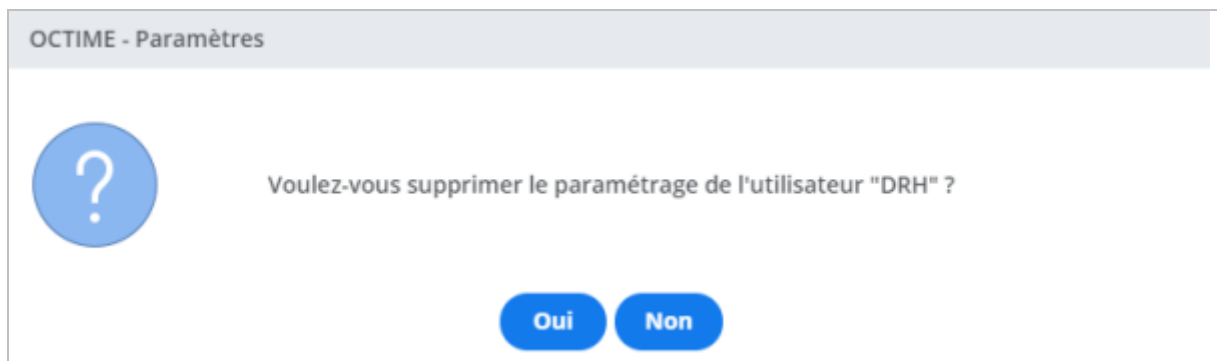 OCTIME - Paramètres
?
Voulez-vous supprimer le paramétrage de l'utilisateur "DRH" ?
Oui Non